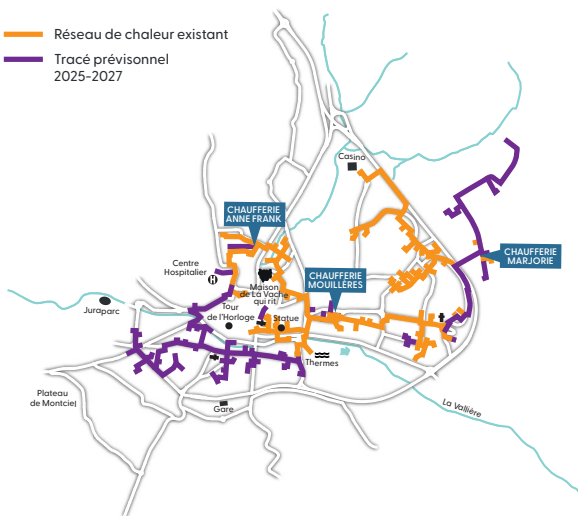 Réseau de chaleur existant
Tracé prévisonnel
2025-2027
Casino
CHAUFFERIE
ANNE FRANK
CHAUFFERIE
MARJORIE
Centre
Hospitalier
H
Maison
de La Vache
qui rit
CHAUFFERIE
MOUILLÈRES
Juraparc
Tour
de l'Horloge
Statue
Thermes
Plateau
de Montciel
Gare
La Vallière